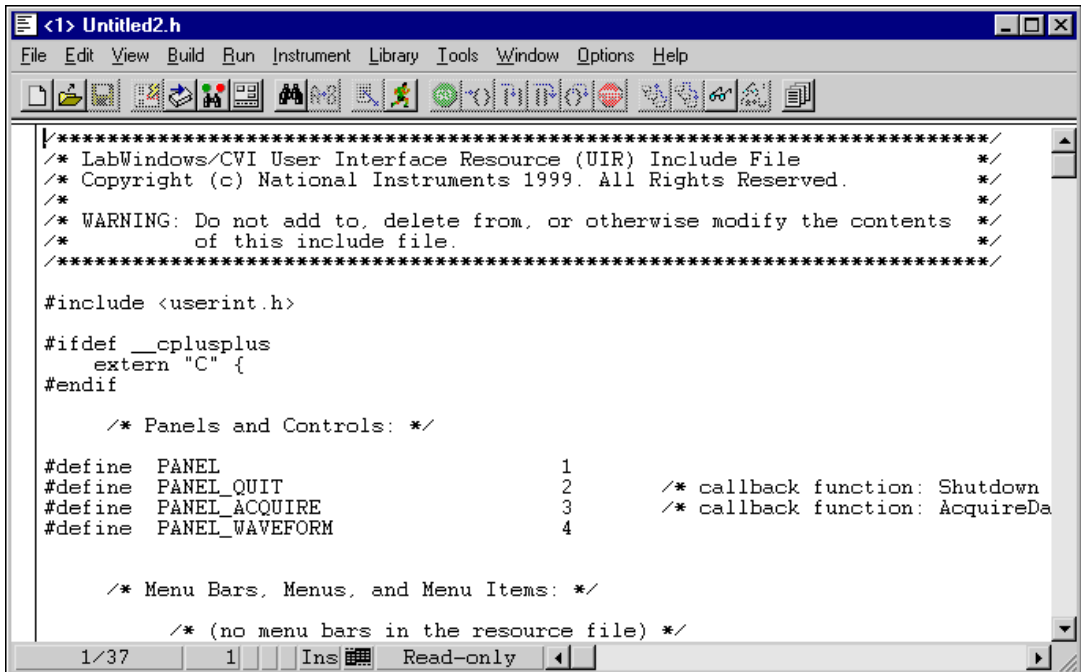 <1> Untitled2.h
File Edit View Build Run Instrument Library Tools Window Options Help
/***************************************************************************/
/* LabWindows/CVI User Interface Resource (UIR) Include File */
/* Copyright (c) National Instruments 1999. All Rights Reserved. */
/* */
/* WARNING: Do not add to, delete from, or otherwise modify the contents */
/* of this include file. */
/***************************************************************************/
#include <userint.h>
#ifdef __cplusplus
extern "C" {
#endif
/* Panels and Controls: */
#define PANEL 1
#define PANEL_QUIT 2 /* callback function: Shutdown
#define PANEL_ACQUIRE 3 /* callback function: AcquireDa
#define PANEL_WAVEFORM 4
/* Menu Bars, Menus, and Menu Items: */
/* (no menu bars in the resource file) */
1/37 1 Ins Read-only